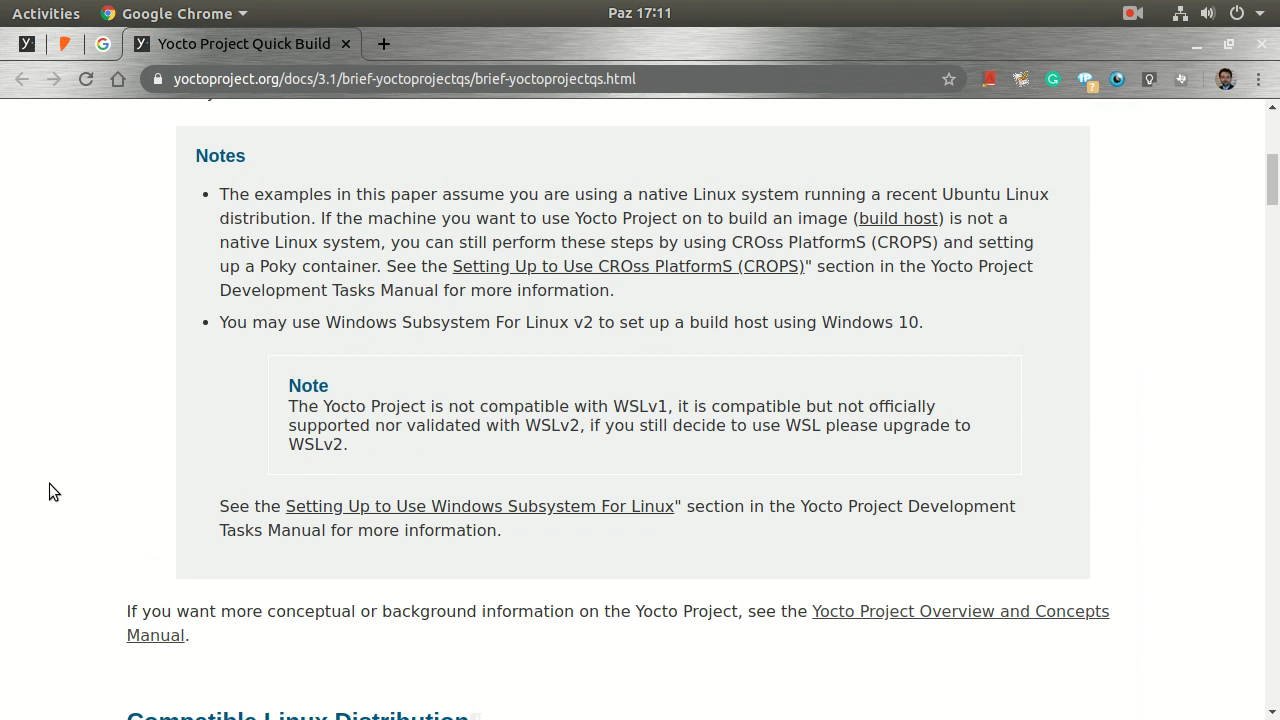 Activities Google Chrome Paz 17:11
Yocto Project Quick Build
yoctoproject.org/docs/3.1/brief-yoctoprojectqs/brief-yoctoprojectqs.html
Notes
• The examples in this paper assume you are using a native Linux system running a recent Ubuntu Linux
distribution. If the machine you want to use Yocto Project on to build an image (build host) is not a
native Linux system, you can still perform these steps by using CROss PlatformS (CROPS) and setting
up a Poky container. See the Setting Up to Use CROss PlatformS (CROPS)" section in the Yocto Project
Development Tasks Manual for more information.
• You may use Windows Subsystem For Linux v2 to set up a build host using Windows 10.
Note
The Yocto Project is not compatible with WSLv1, it is compatible but not officially
supported nor validated with WSLv2, if you still decide to use WSL please upgrade to
WSLv2.
See the Setting Up to Use Windows Subsystem For Linux" section in the Yocto Project Development
Tasks Manual for more information.
If you want more conceptual or background information on the Yocto Project, see the Yocto Project Overview and Concepts
Manual.
Compatible Linux Distribution